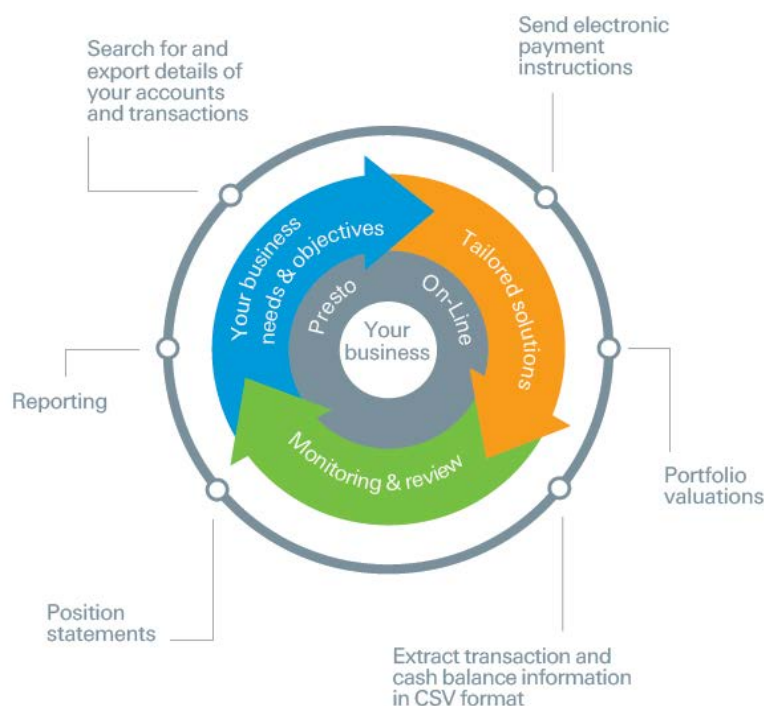 Send electronic
payment
instructions
Search for and
export details of
your accounts
and transactions
Your business
needs & objectives
Tailored solutions
Presto
On-Line
Your
business
Monitoring & review
Reporting
Portfolio
valuations
Position
statements
Extract transaction and
cash balance information
in CSV format